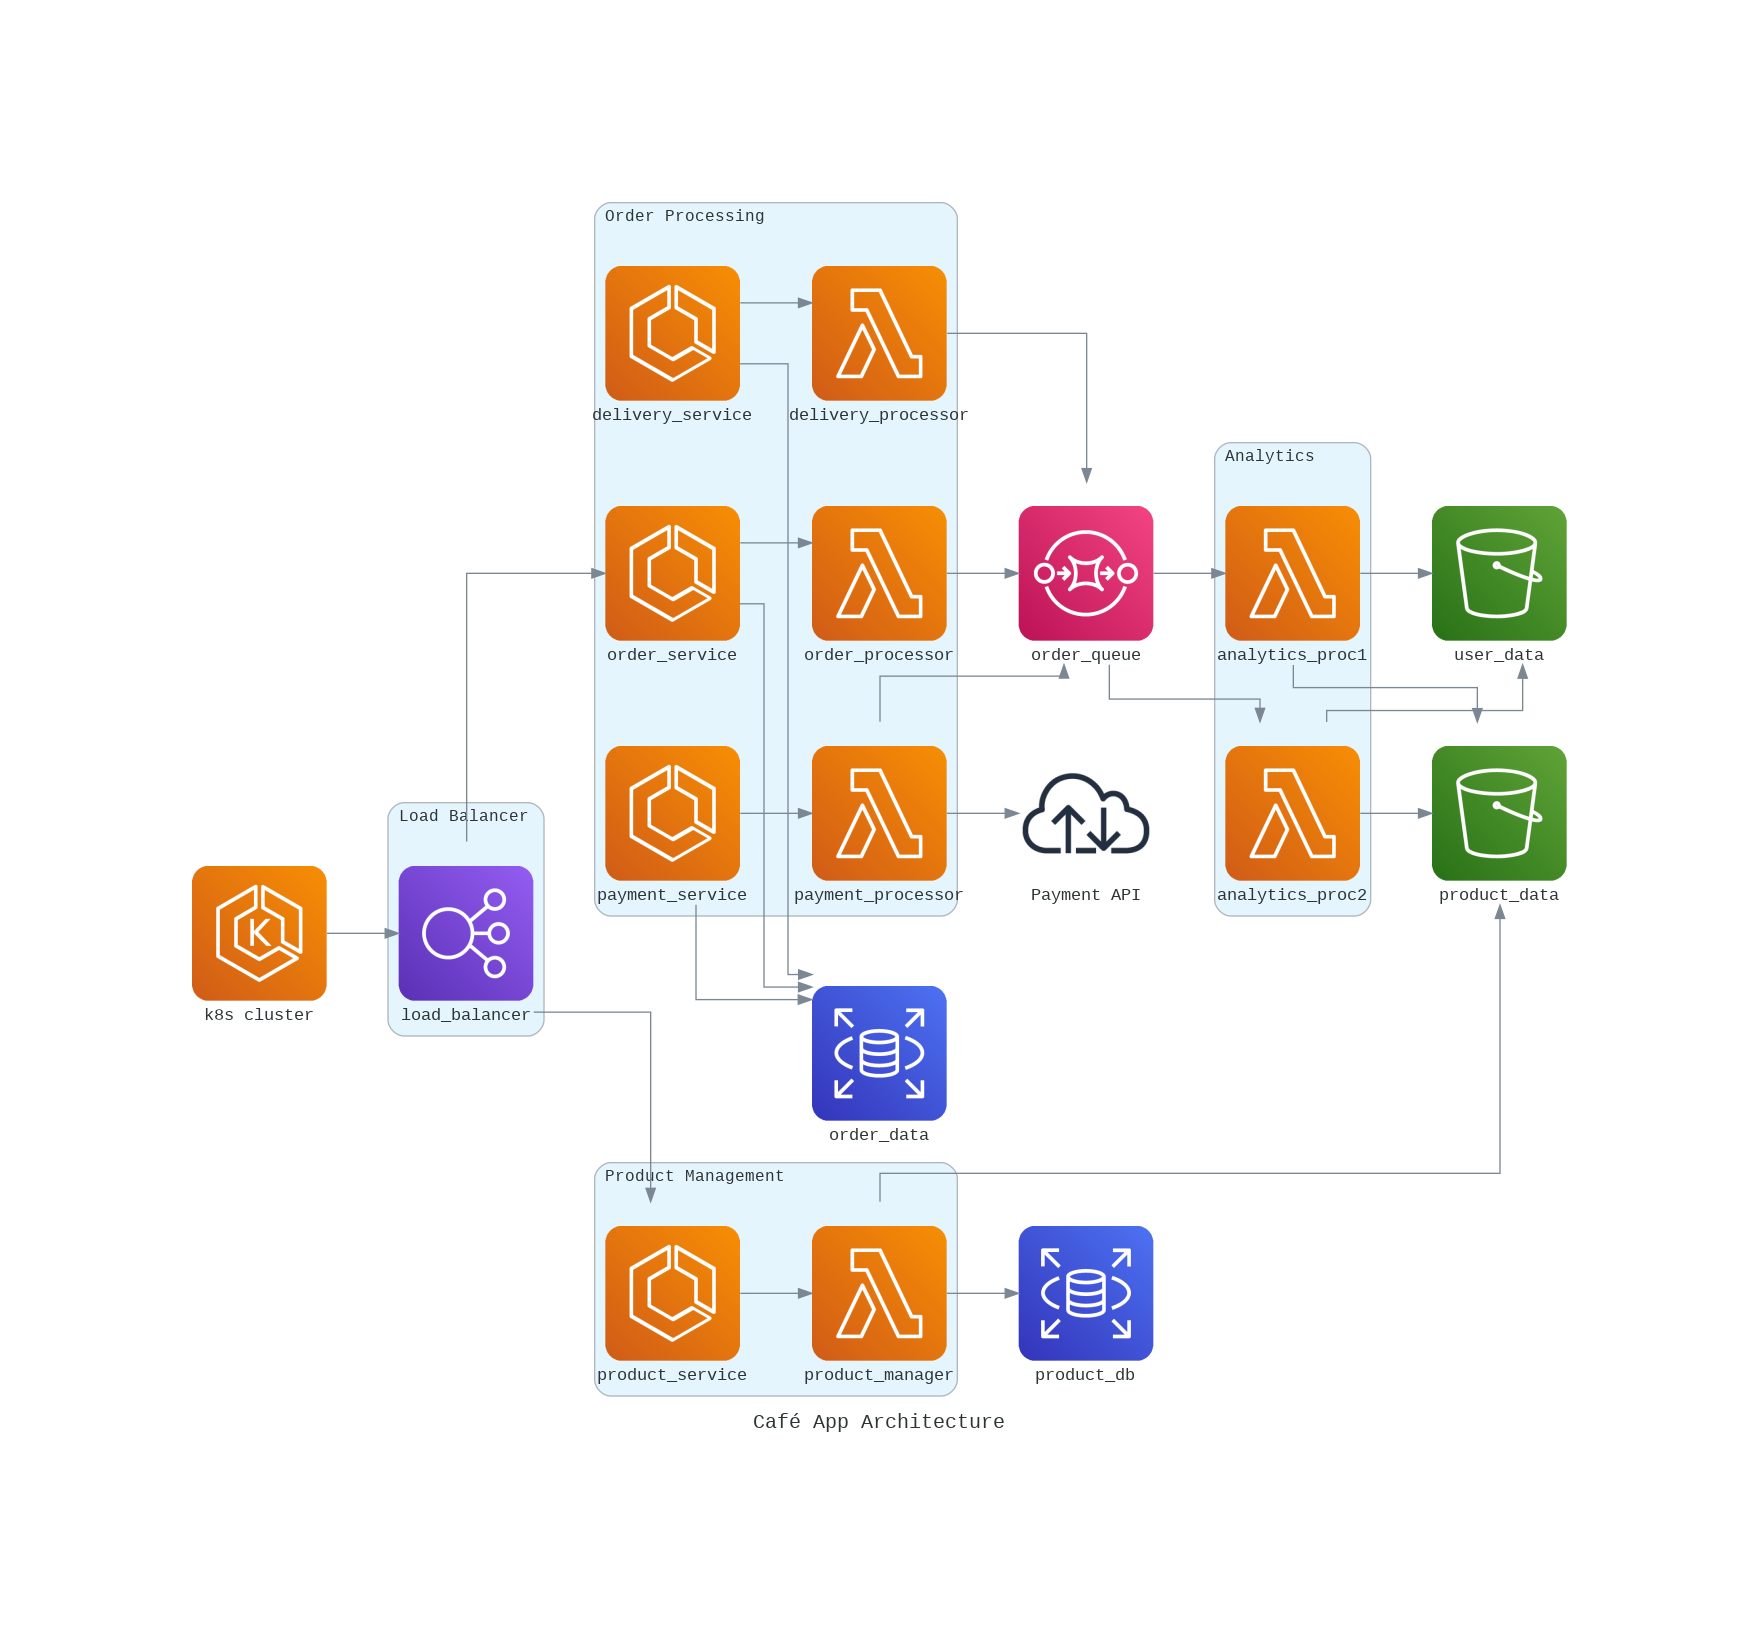 Order Processing
delivery_service
delivery_processor
Analytics
order_service
order_processor
order_queue
analytics_proc1
user_data
Load Balancer
payment_service
payment_processor
Payment API
analytics_proc2
product_data
K
k8s cluster
load_balancer
order_data
Product Management
product_service
product_manager
product_db
Café App Architecture